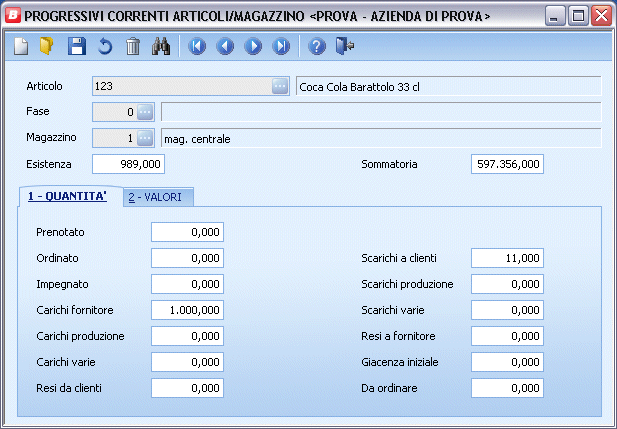 PROGRESSIVI CORRENTI ARTICOLI/MAGAZZINO <PROVA - AZIENDA DI PROVA>
Articolo 123 ... Coca Cola Barattolo 33 cl
Fase 0 ...
Magazzino 1 ... mag. centrale
Esistenza 989,000 Sommatoria 597.356,000
1 - QUANTITA' 2 - VALORI
Prenotato 0,000
Ordinato 0,000 Scarichi a clienti 11,000
Impegnato 0,000 Scarichi produzione 0,000
Carichi fornitore 1.000,000 Scarichi varie 0,000
Carichi produzione 0,000 Resi a fornitore 0,000
Carichi varie 0,000 Giacenza iniziale 0,000
Resi da clienti 0,000 Da ordinare 0,000